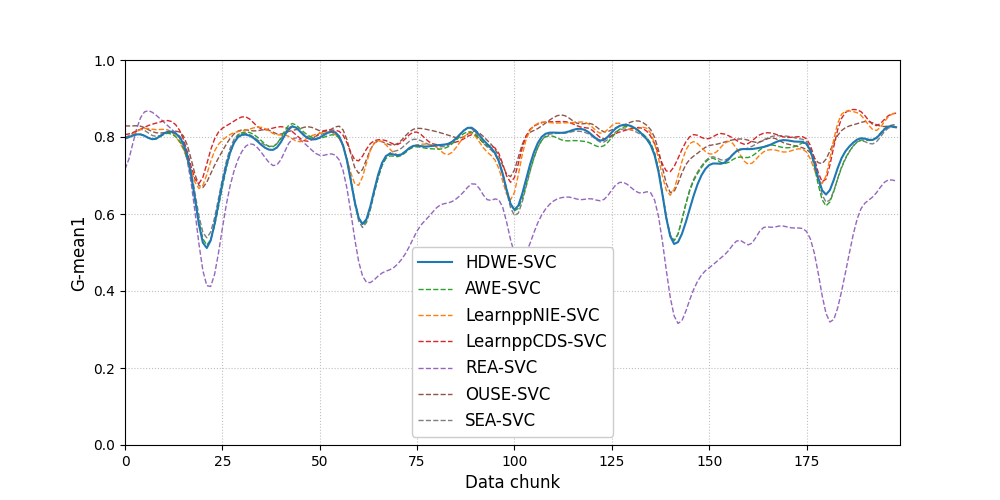 1.0
0.8
0.6
0.4
0.2
0.0
G-mean1
HDWE-SVC
AWE-SVC
LearnppNIE-SVC
LearnppCDS-SVC
REA-SVC
OUSE-SVC
SEA-SVC
0 25 50 75 100 125 150 175
Data chunk